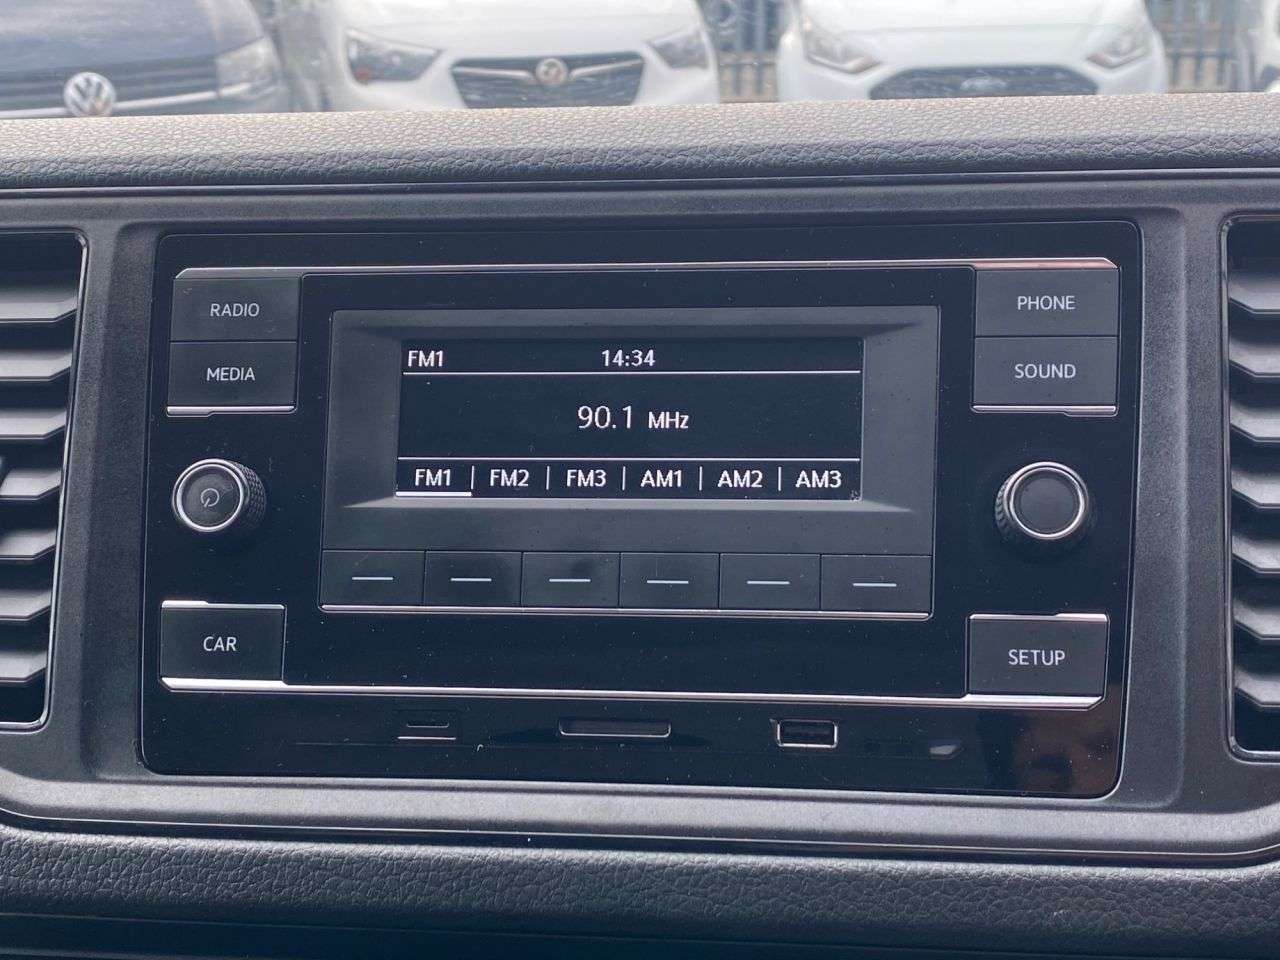 RADIO
MEDIA
FM1 14:34
90.1 MHz
FM1 | FM2 | FM3 | AM1 | AM2 | AM3
PHONE
SOUND
CAR
SETUP